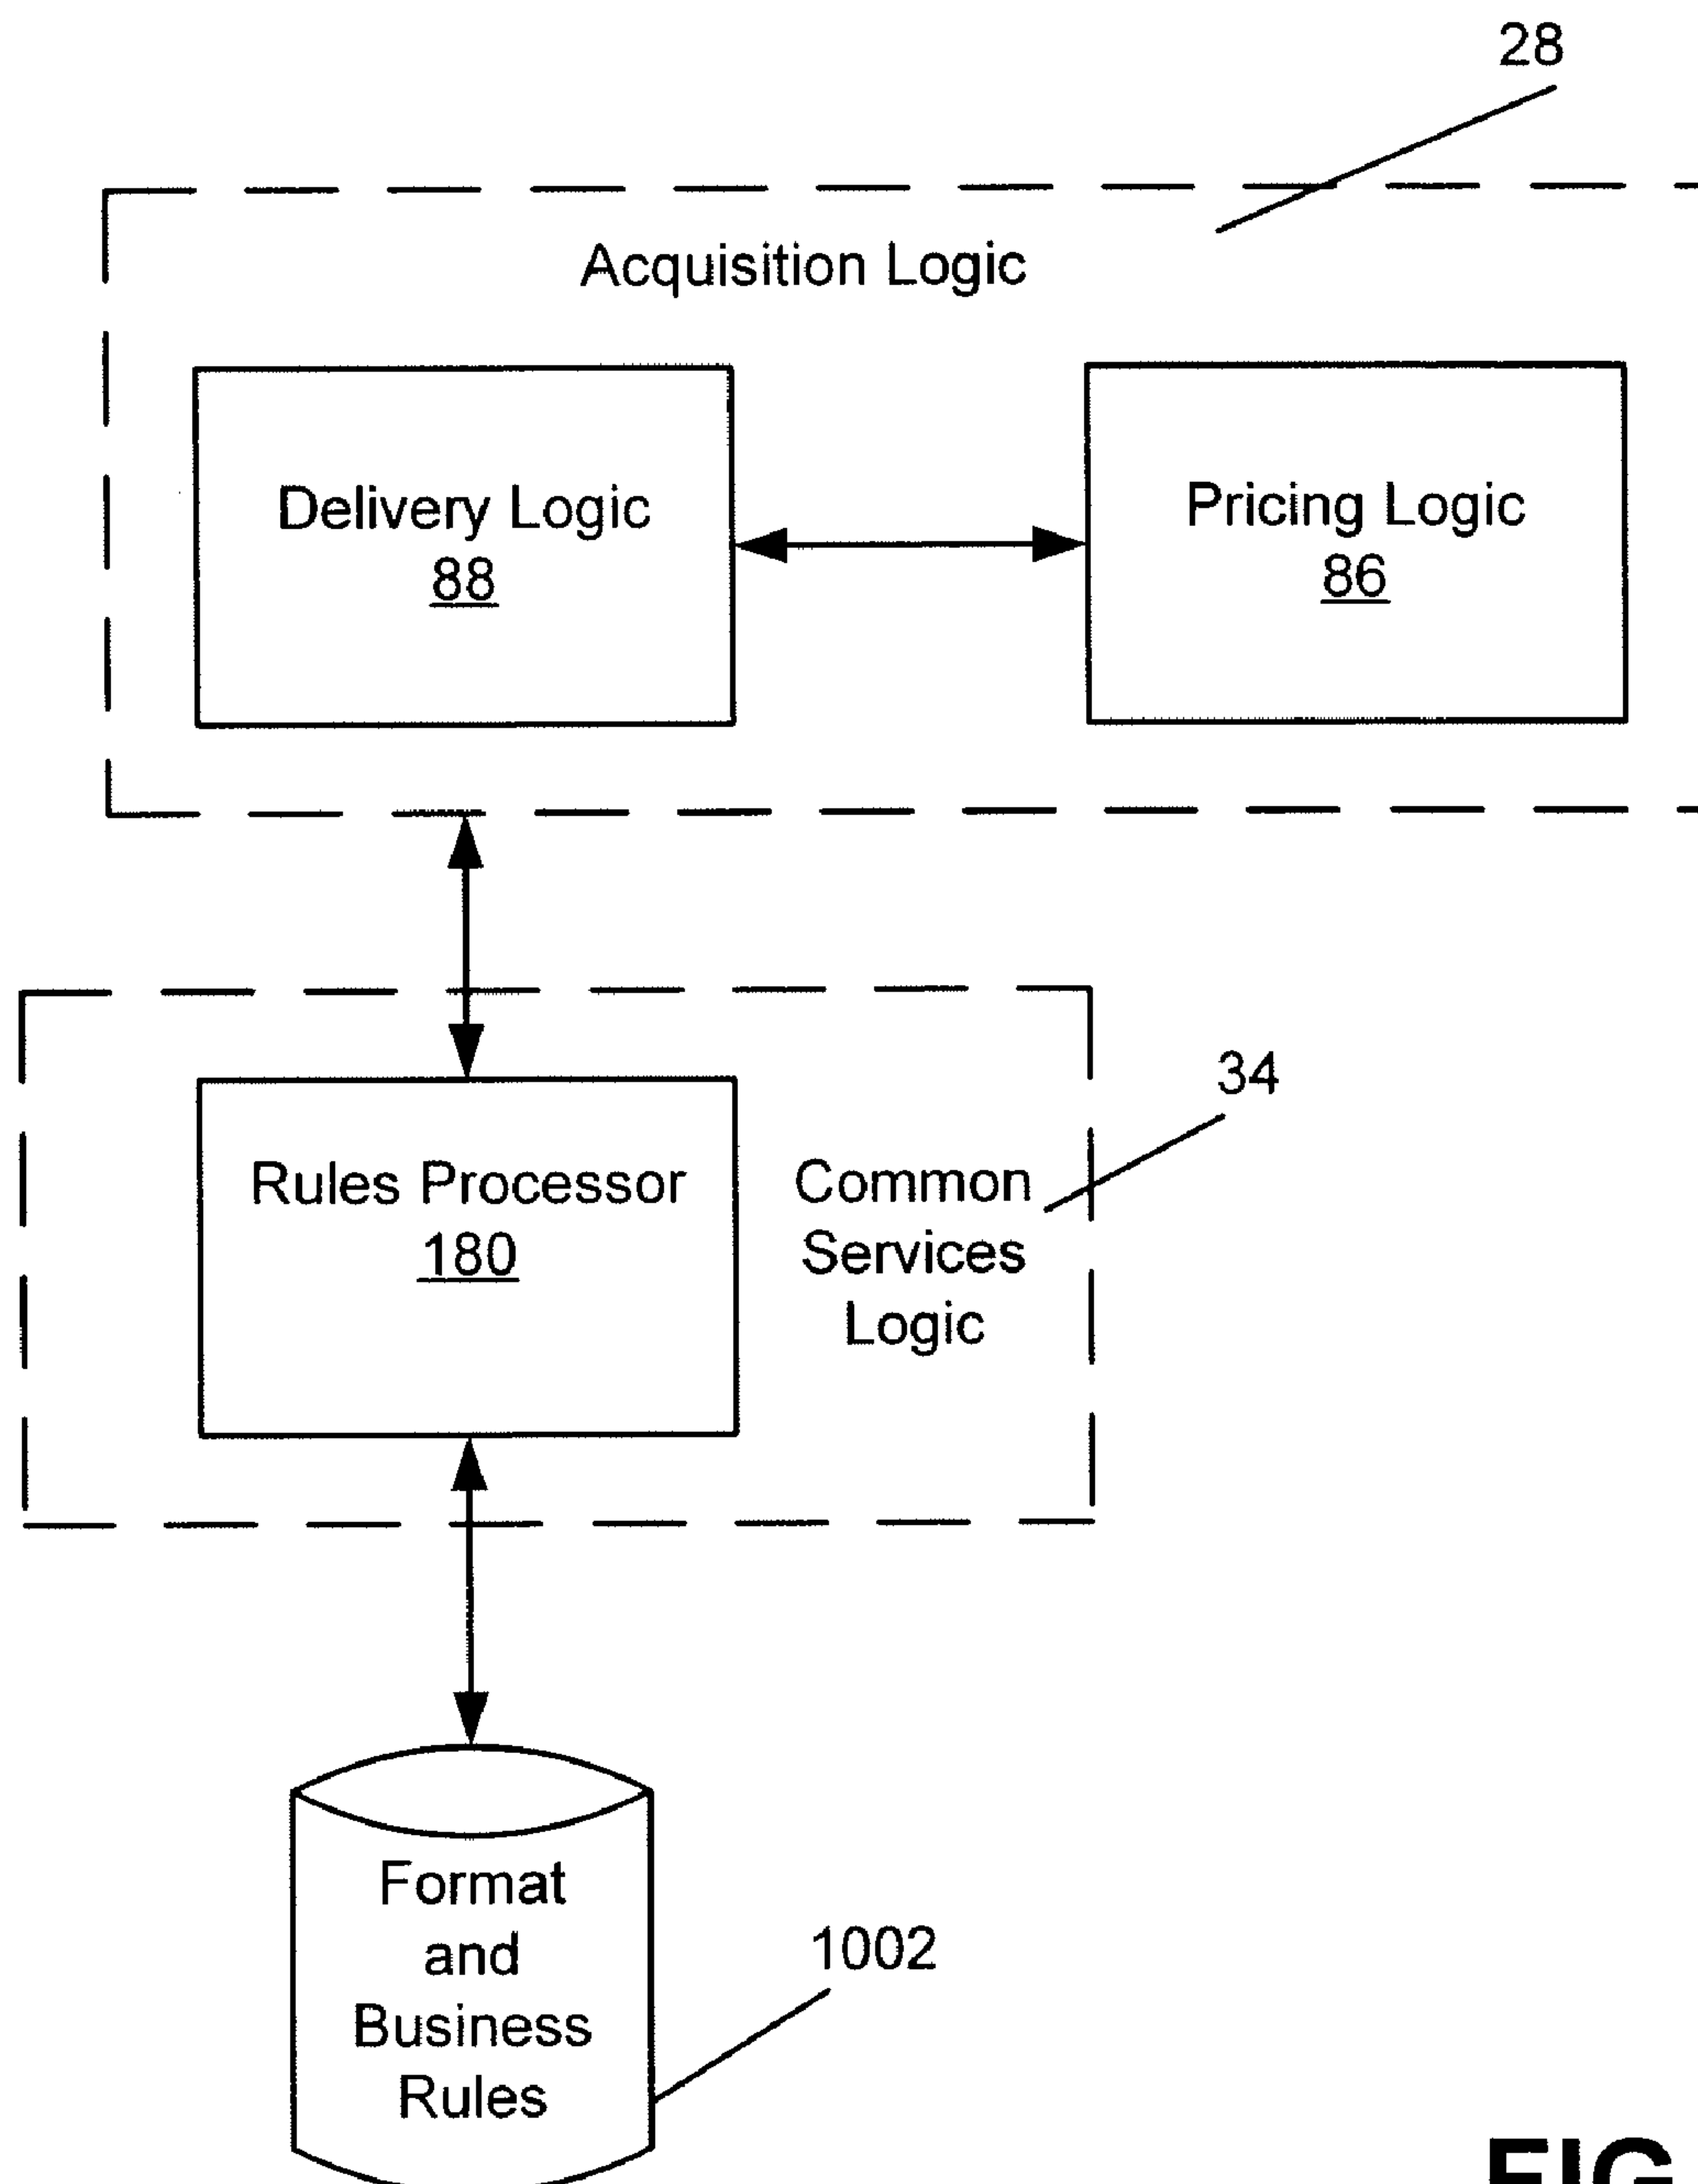 28
Acquisition Logic
Delivery Logic
88
Pricing Logic
86
34
Rules Processor
180
Common
Services
Logic
Format
and
Business
Rules
1002
FIG